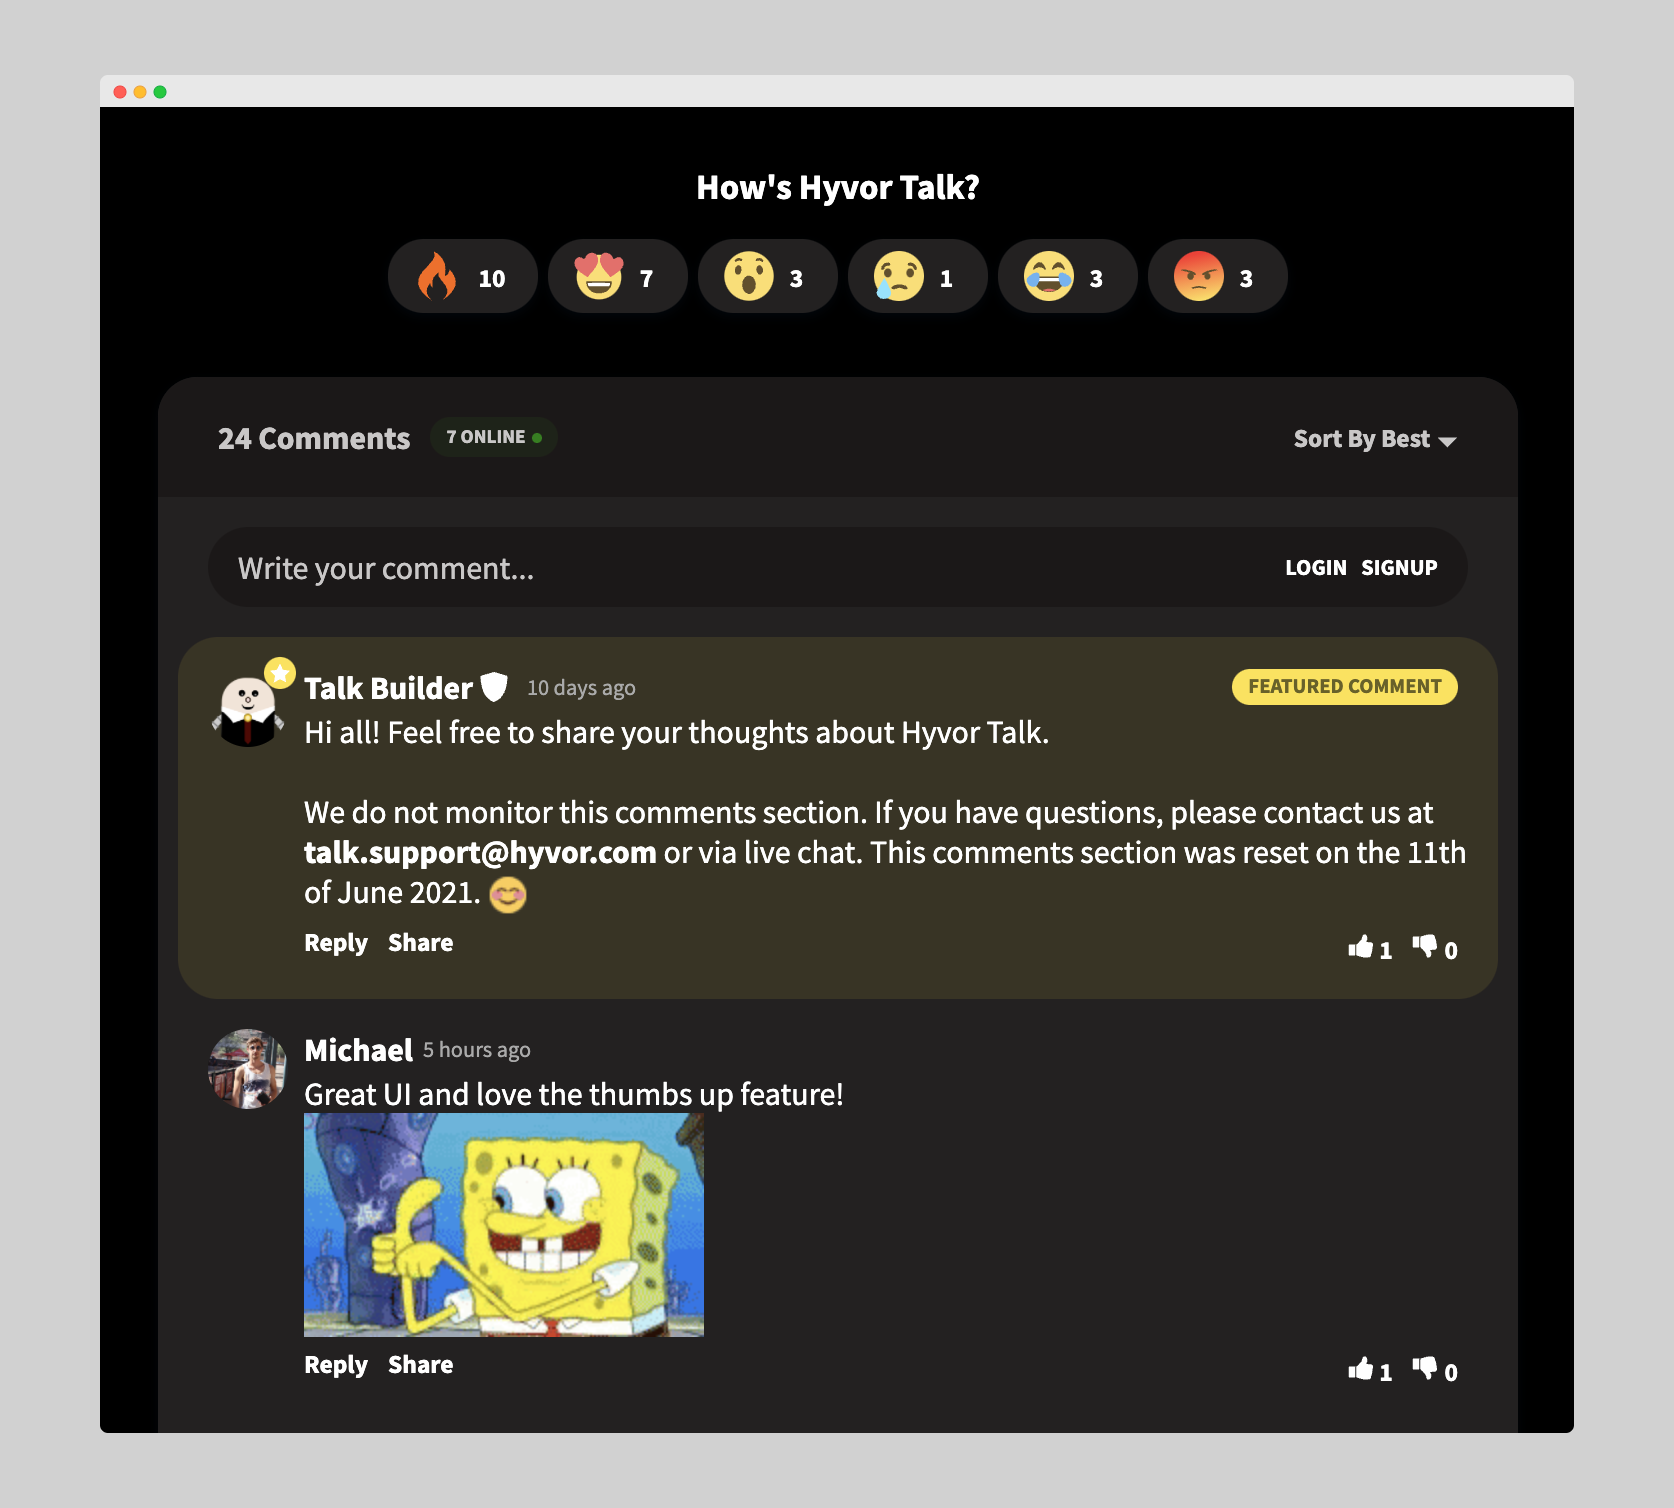 How's Hyvor Talk?
10 7 3 1 3 3
24 Comments 7 ONLINE Sort By Best
Write your comment... LOGIN SIGNUP
Talk Builder 10 days ago FEATURED COMMENT
Hi all! Feel free to share your thoughts about Hyvor Talk.
We do not monitor this comments section. If you have questions, please contact us at
talk.support@hyvor.com or via live chat. This comments section was reset on the 11th
of June 2021.
Reply Share 1 0
Michael 5 hours ago
Great UI and love the thumbs up feature!
Reply Share 1 0